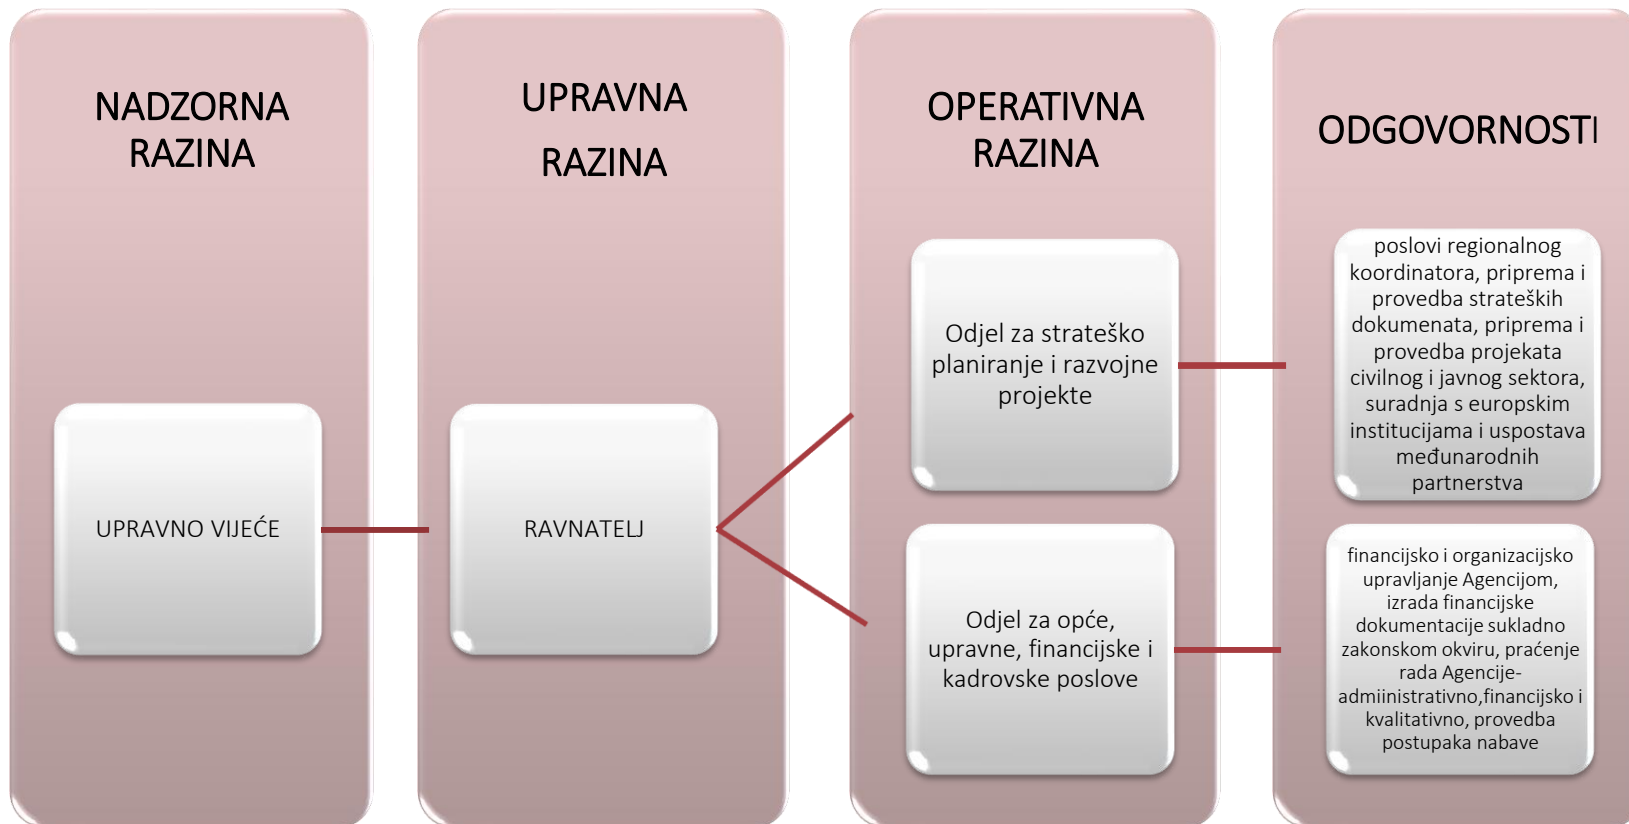 NADZORNA
RAZINA
UPRAVNO VIJEĆE
UPRAVNA
RAZINA
RAVNATELJ
OPERATIVNA
RAZINA
Odjel za strateško
planiranje i razvojne
projekte
Odjel za opće,
upravne, financijske i
kadrovske poslove
ODGOVORNOSTI
poslovi regionalnog
koordinatora, priprema i
provedba strateških
dokumenata, priprema i
provedba projekata
civilnog i javnog sektora,
suradnja s europskim
institucijama i uspostava
međunarodnih
partnerstva
financijsko i organizacijsko
upravljanje Agencijom,
izrada financijske
dokumentacije sukladno
zakonskom okviru, praćenje
rada Agencije-
admiinistrativno,financijsko i
kvalitativno, provedba
postupaka nabave